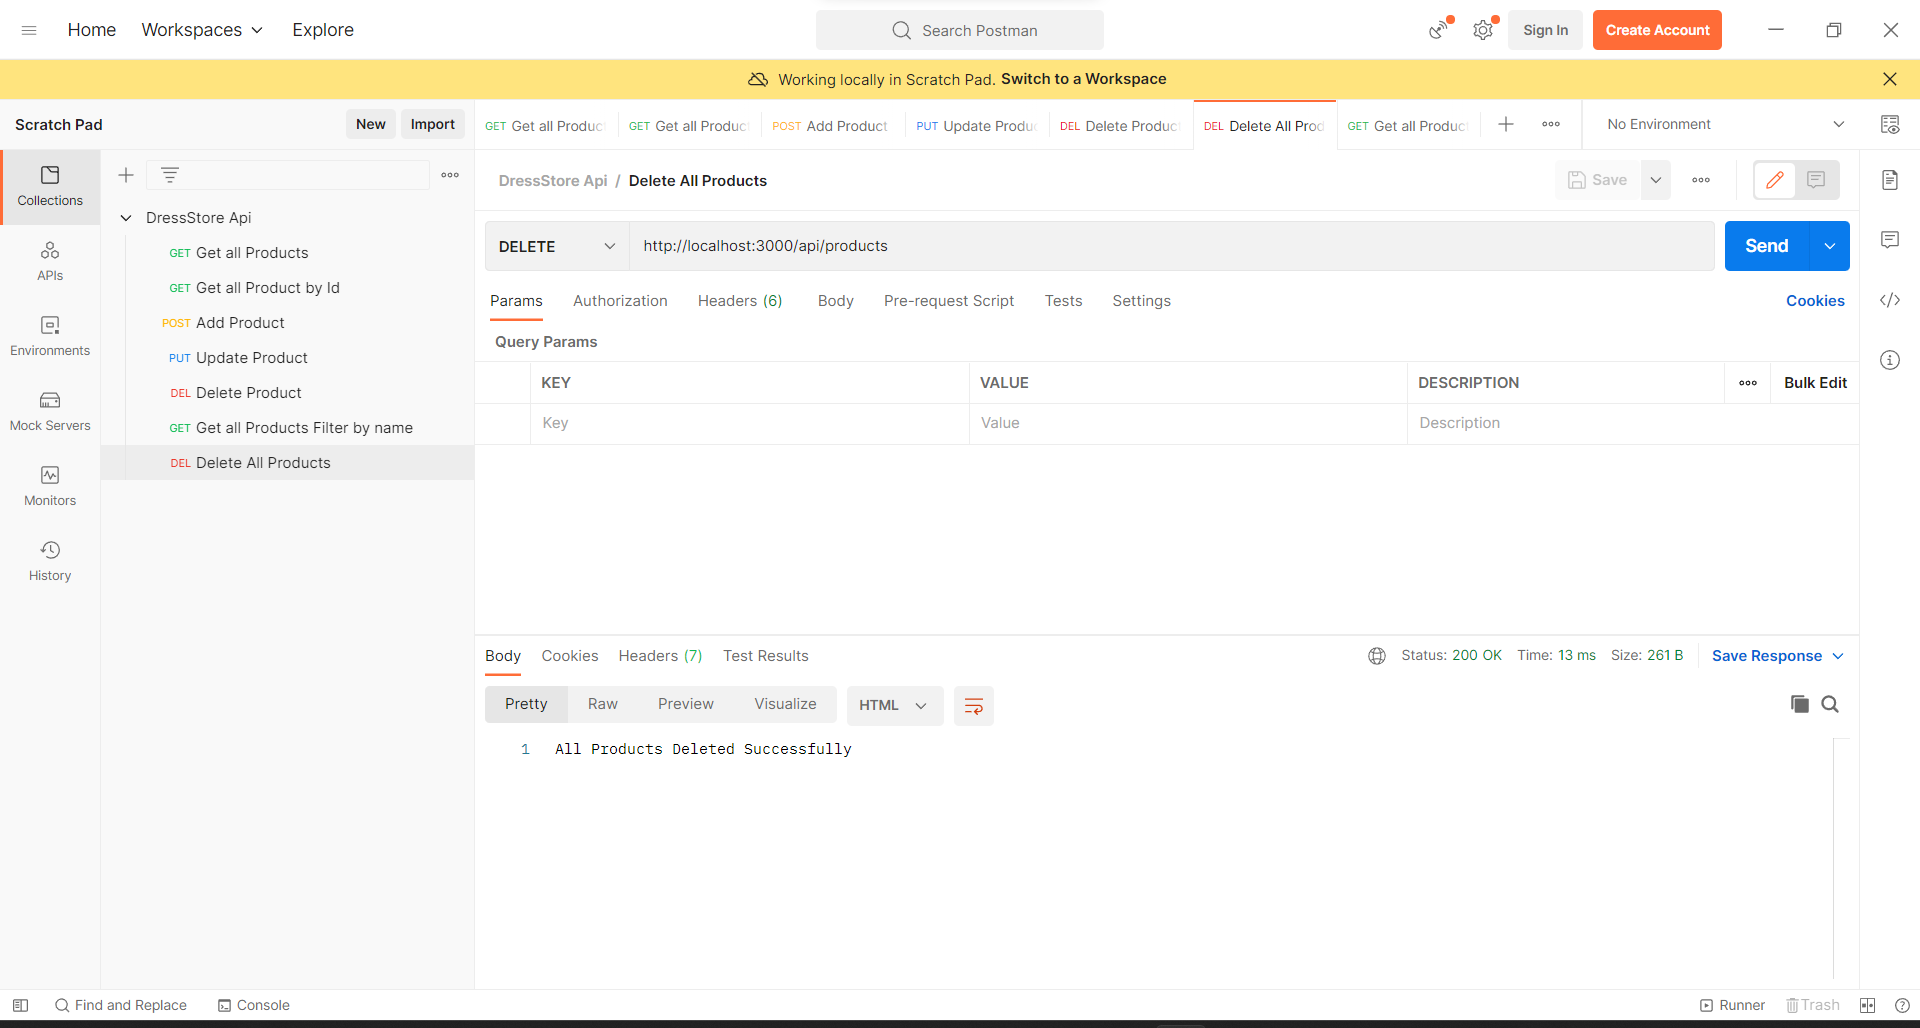 Home Workspaces Explore Search Postman Sign In Create Account
Working locally in Scratch Pad. Switch to a Workspace
Scratch Pad New Import GET Get all Produc GET Get all Product POST Add Product PUT Update Produ DEL Delete Product DEL Delete All Prod GET Get all Product No Environment
Collections
APIs
Environments
Mock Servers
Monitors
History
DressStore Api
GET Get all Products
GET Get all Product by Id
POST Add Product
PUT Update Product
DEL Delete Product
GET Get all Products Filter by name
DEL Delete All Products
DressStore Api / Delete All Products Save
DELETE http://localhost:3000/api/products Send
Params Authorization Headers (6) Body Pre-request Script Tests Settings Cookies
Query Params
KEY VALUE DESCRIPTION Bulk Edit
Key Value Description
Body Cookies Headers (7) Test Results Status: 200 OK Time: 13 ms Size: 261 B Save Response
Pretty Raw Preview Visualize HTML
1 All Products Deleted Successfully
Find and Replace Console Runner Trash